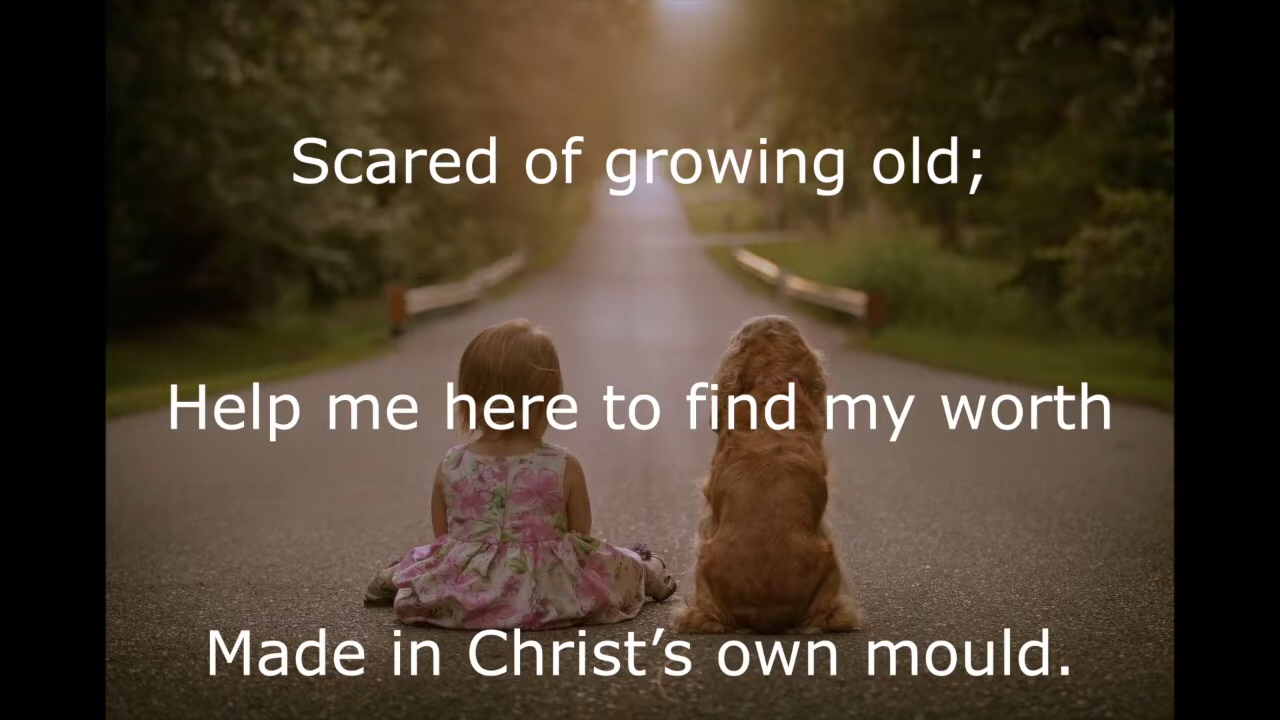 Scared of growing old;
Help me here to find my worth
Made in Christ’s own mould.